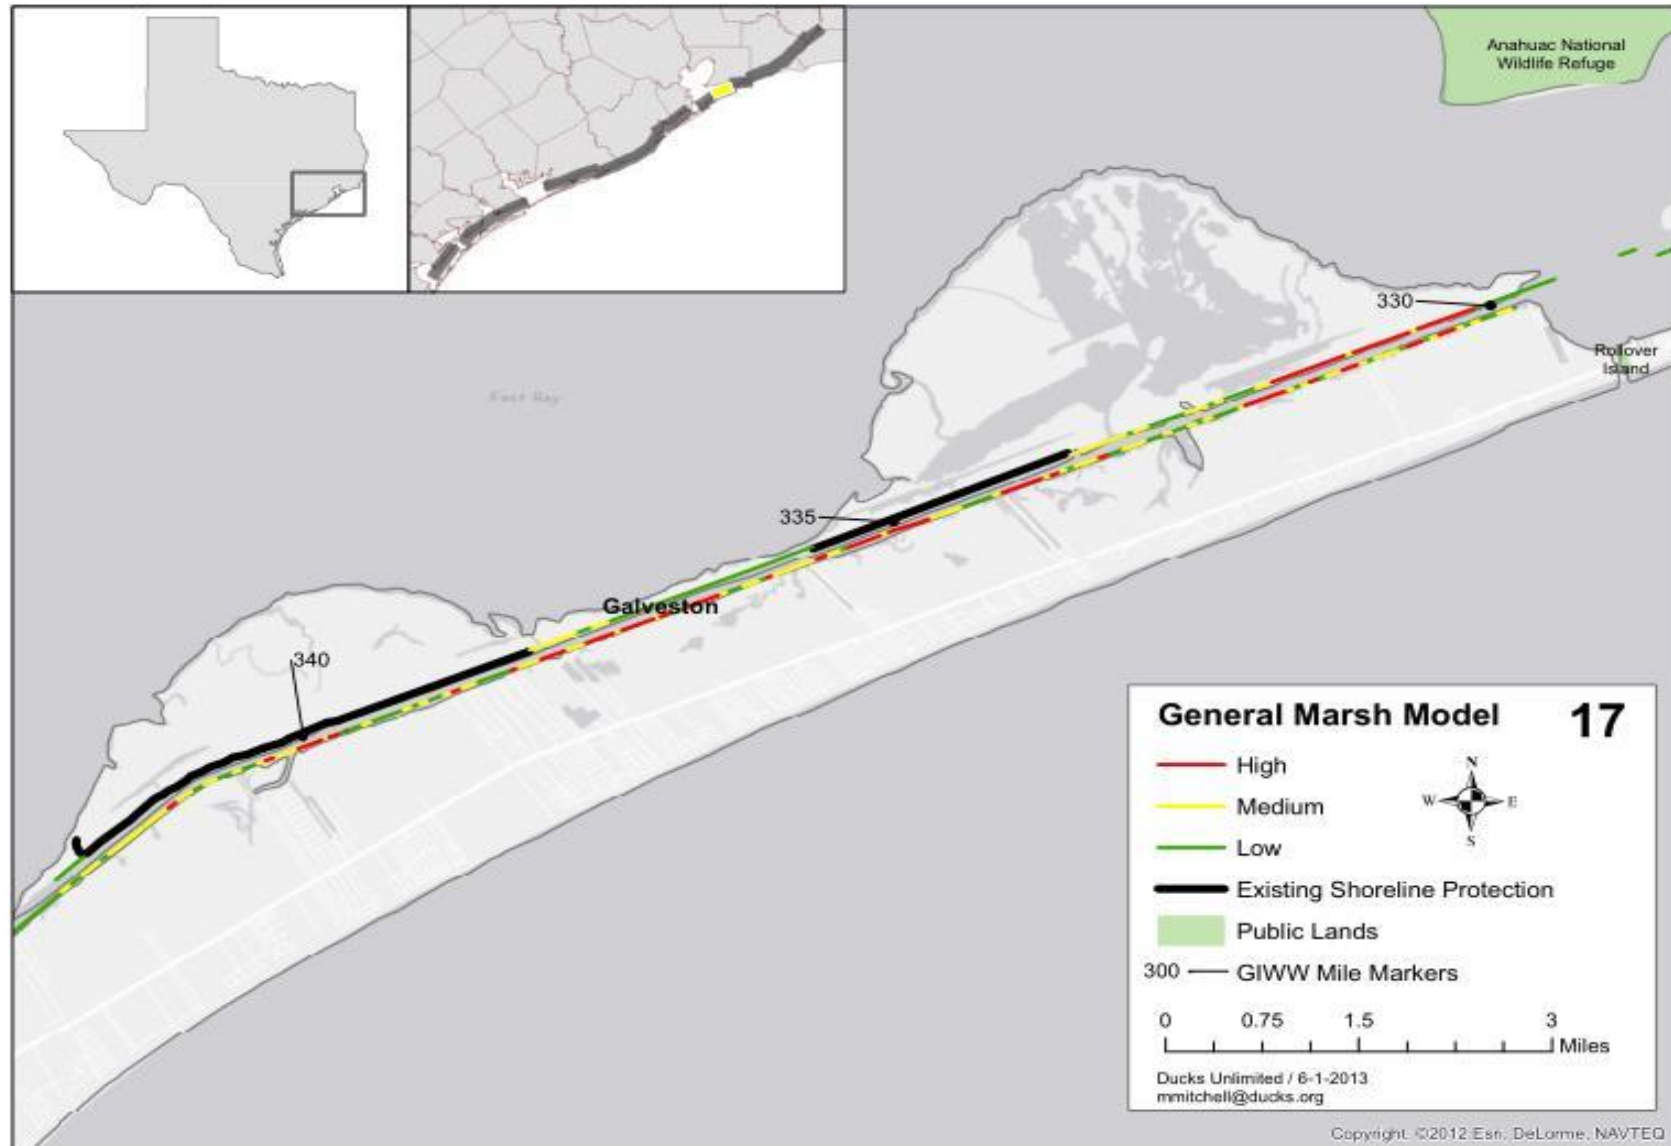 Anahuac National
Wildlife Refuge
330
Rollover
Island
East Bay
335
Galveston
340
General Marsh Model 17
High
N
Medium
W E
Low
S
Existing Shoreline Protection
Public Lands
300 GIWW Mile Markers
0 0.75 1.5 3
Miles
Ducks Unlimited / 6-1-2013
mmitchell@ducks.org
Copyright: ©2012 Esri, DeLorme, NAVTEQ